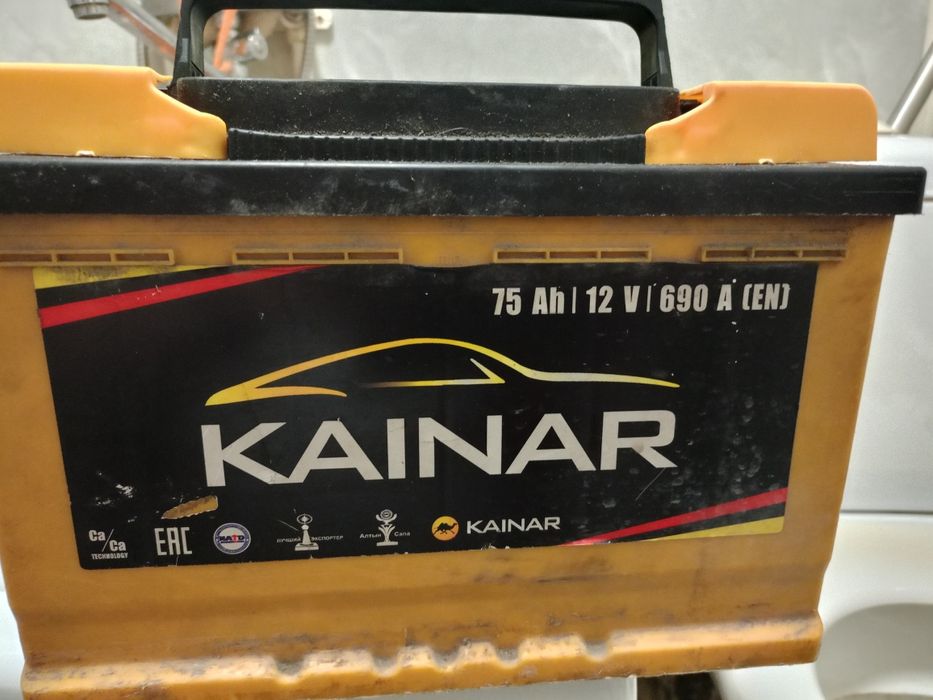 75 Ah | 12 V | 690 A (EN)
KAINAR
Ca/Ca
TECHNOLOGY
EAC
ЛУЧШИЙ ЭКСПОРТЕР
Алтын Сапа
KAINAR